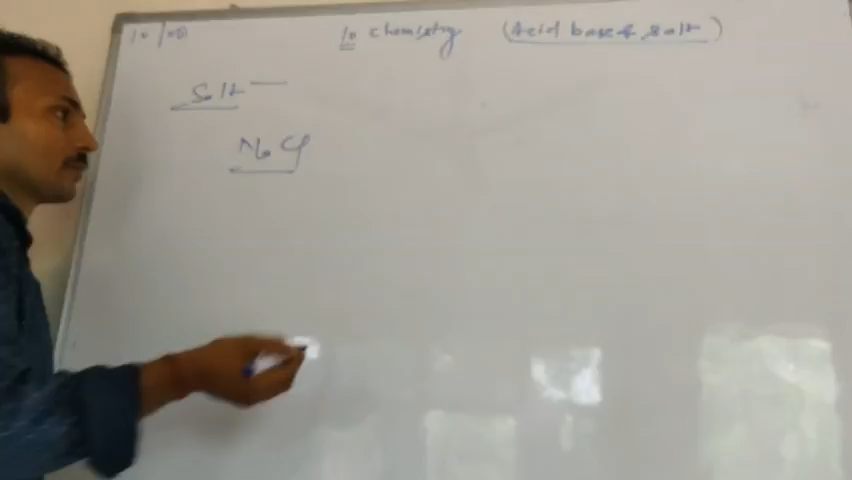 10 chemistry (Acid base & salt)
Salt —
NaCl